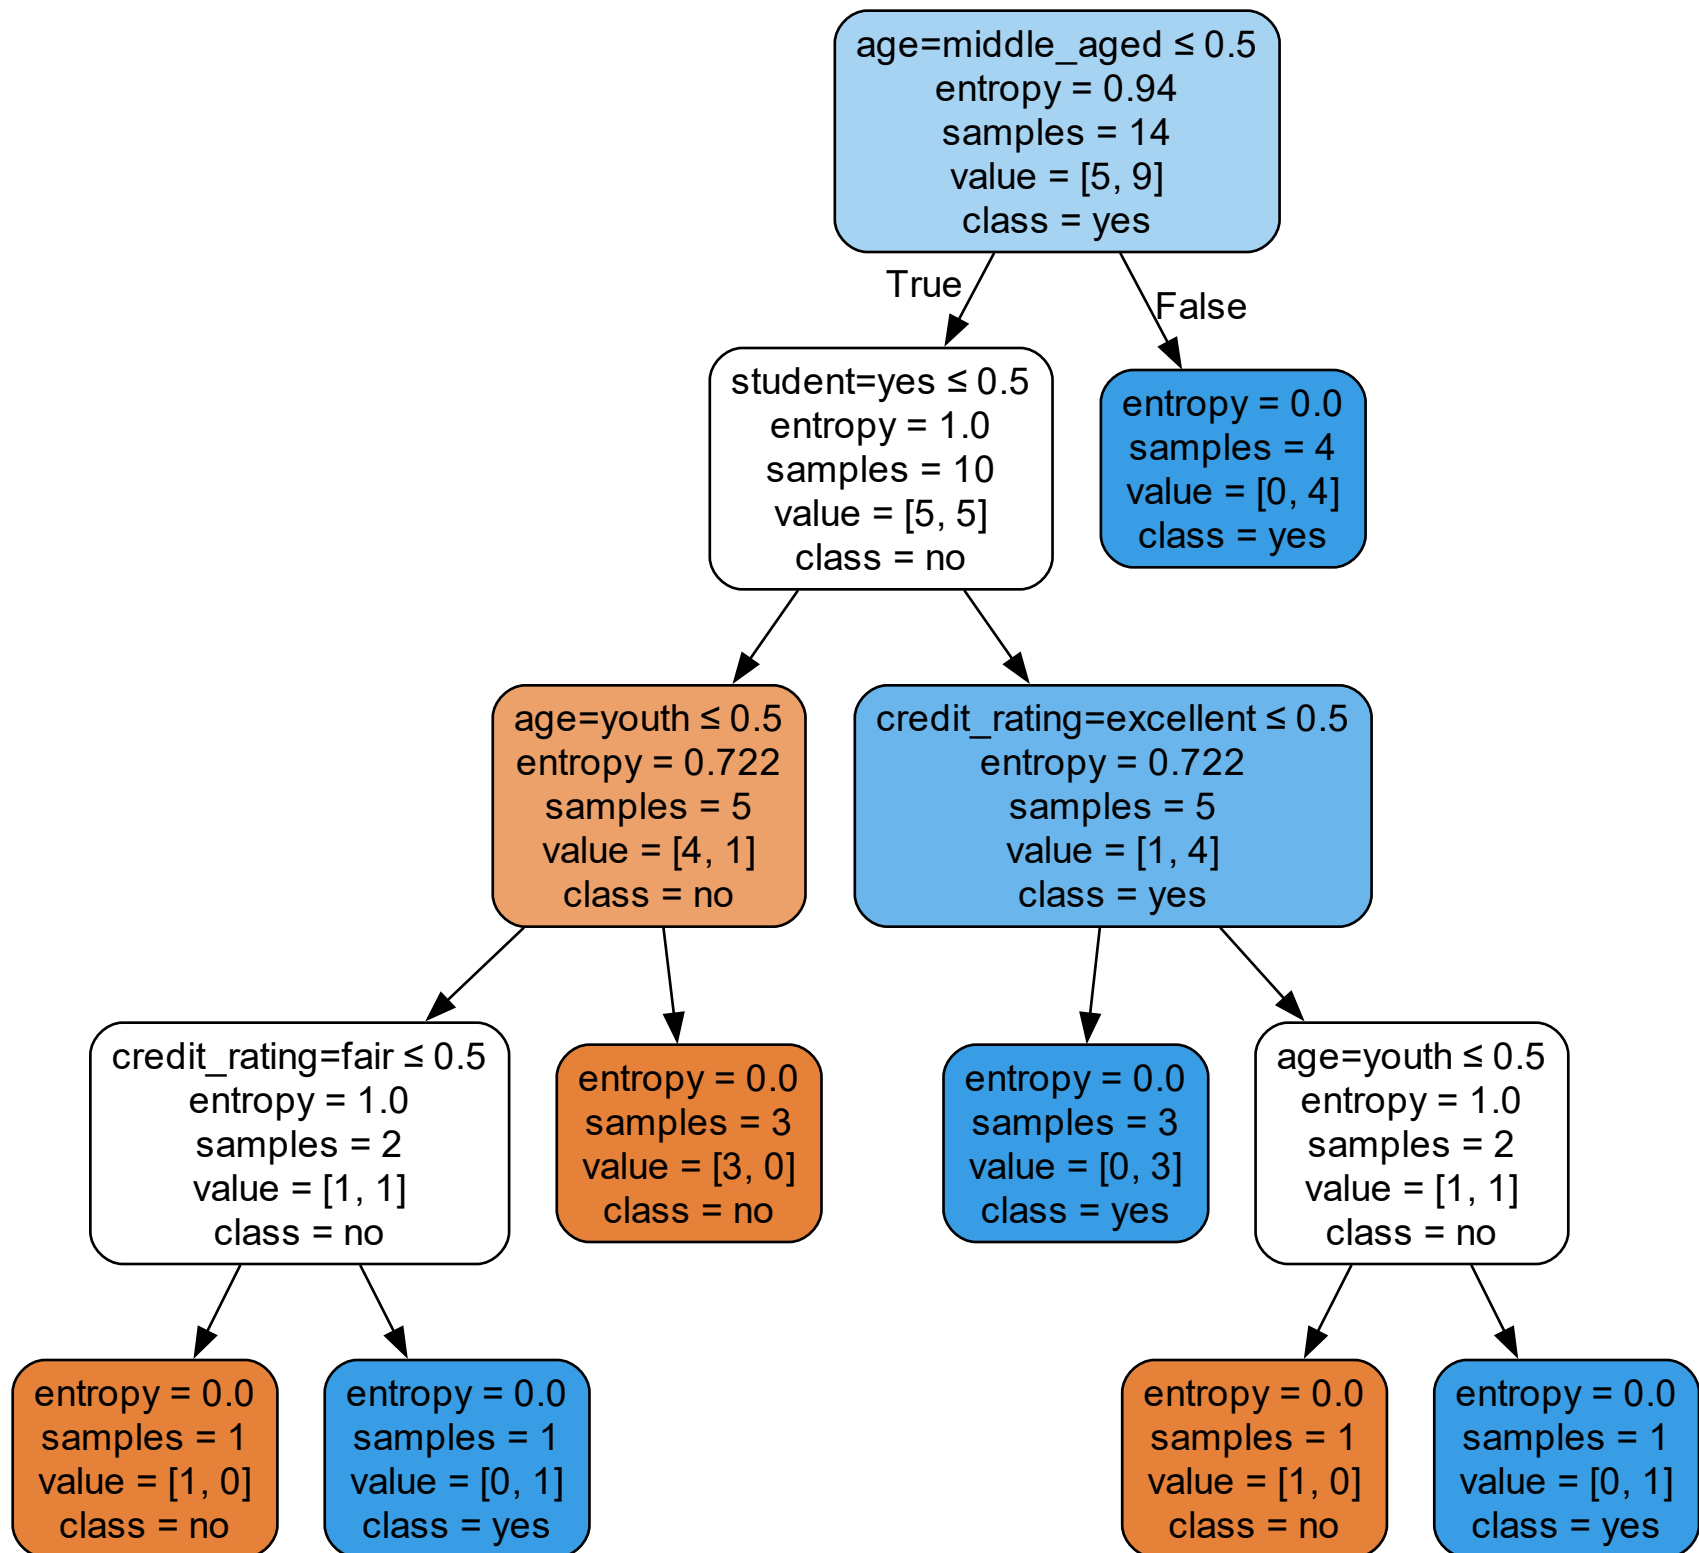 age=middle_aged ≤ 0.5
entropy = 0.94
samples = 14
value = [5, 9]
class = yes
True
False
student=yes ≤ 0.5
entropy = 1.0
samples = 10
value = [5, 5]
class = no
entropy = 0.0
samples = 4
value = [0, 4]
class = yes
age=youth ≤ 0.5
entropy = 0.722
samples = 5
value = [4, 1]
class = no
credit_rating=excellent ≤ 0.5
entropy = 0.722
samples = 5
value = [1, 4]
class = yes
credit_rating=fair ≤ 0.5
entropy = 1.0
samples = 2
value = [1, 1]
class = no
entropy = 0.0
samples = 3
value = [3, 0]
class = no
entropy = 0.0
samples = 3
value = [0, 3]
class = yes
age=youth ≤ 0.5
entropy = 1.0
samples = 2
value = [1, 1]
class = no
entropy = 0.0
samples = 1
value = [1, 0]
class = no
entropy = 0.0
samples = 1
value = [0, 1]
class = yes
entropy = 0.0
samples = 1
value = [1, 0]
class = no
entropy = 0.0
samples = 1
value = [0, 1]
class = yes